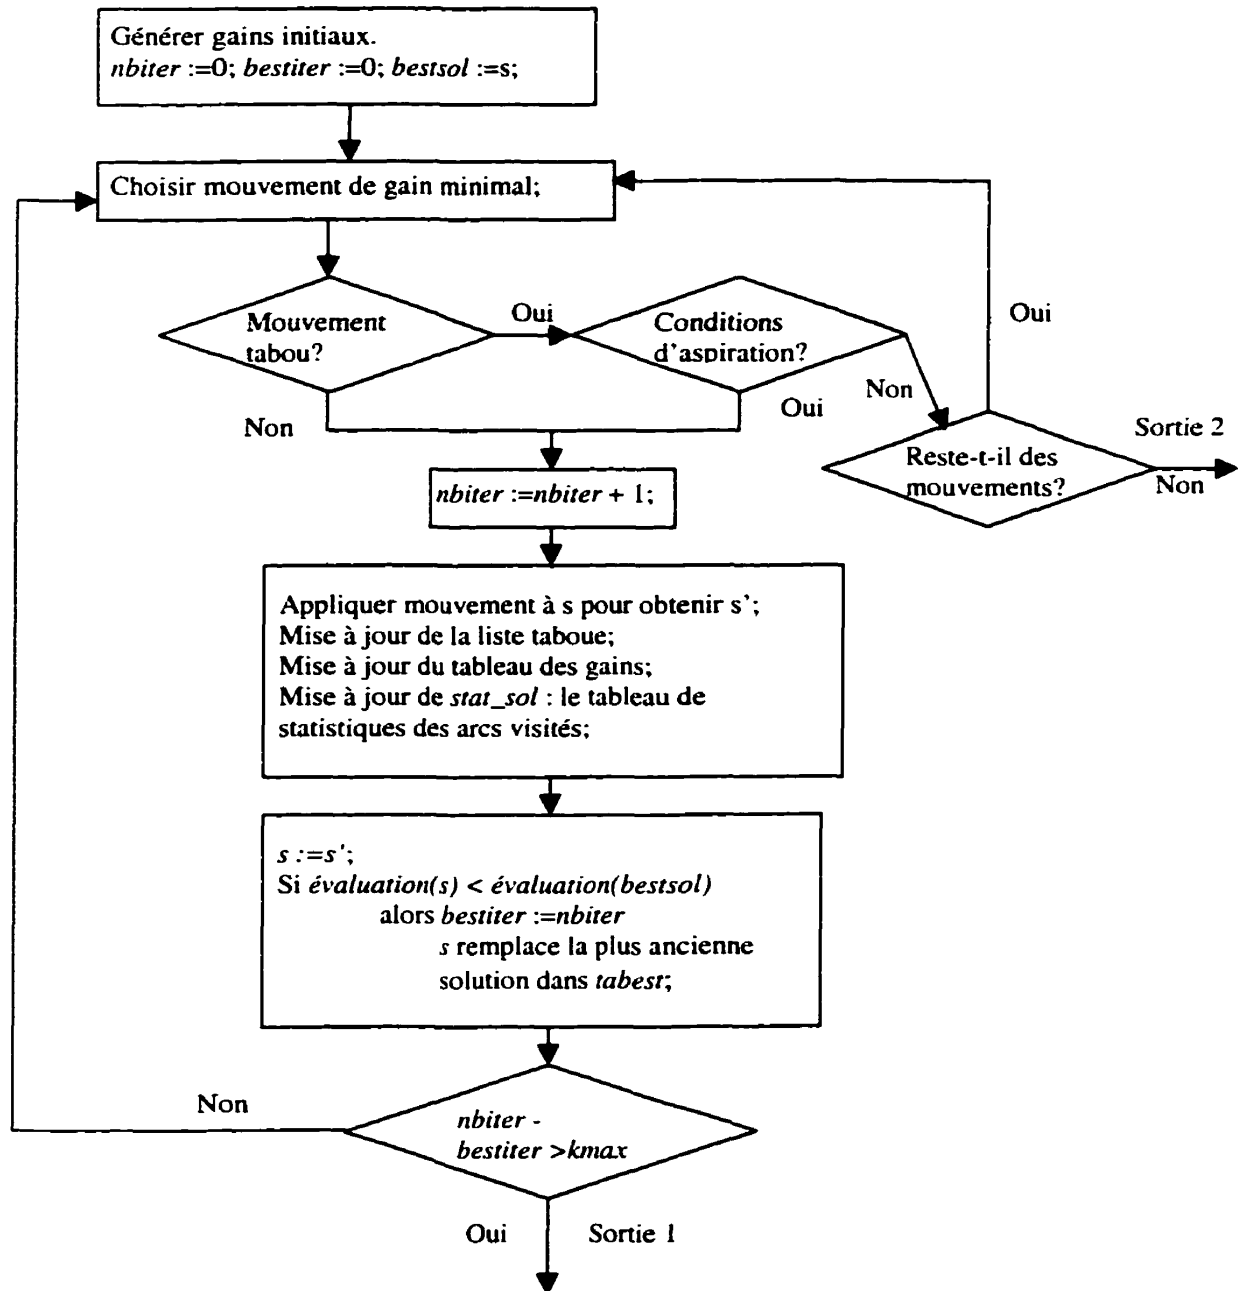 Générer gains initiaux.
nbiter :=0; bestiter :=0; bestsol :=s;
Choisir mouvement de gain minimal;
Mouvement
tabou?
Oui
Conditions
d'aspiration?
Oui
Non
Non
Oui
Reste-t-il des
mouvements?
Sortie 2
Non
nbiter :=nbiter + 1;
Appliquer mouvement à s pour obtenir s';
Mise à jour de la liste taboue;
Mise à jour du tableau des gains;
Mise à jour de stat_sol : le tableau de
statistiques des arcs visités;
s :=s';
Si évaluation(s) < évaluation(bestsol)
alors bestiter :=nbiter
s remplace la plus ancienne
solution dans tabest;
Non
nbiter -
bestiter >kmax
Oui
Sortie 1